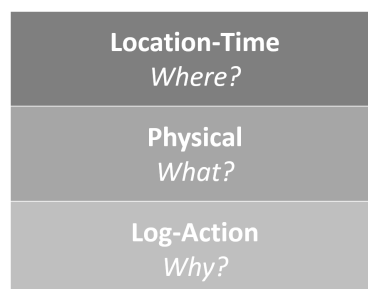 Location-Time
Where?
Physical
What?
Log-Action
Why?